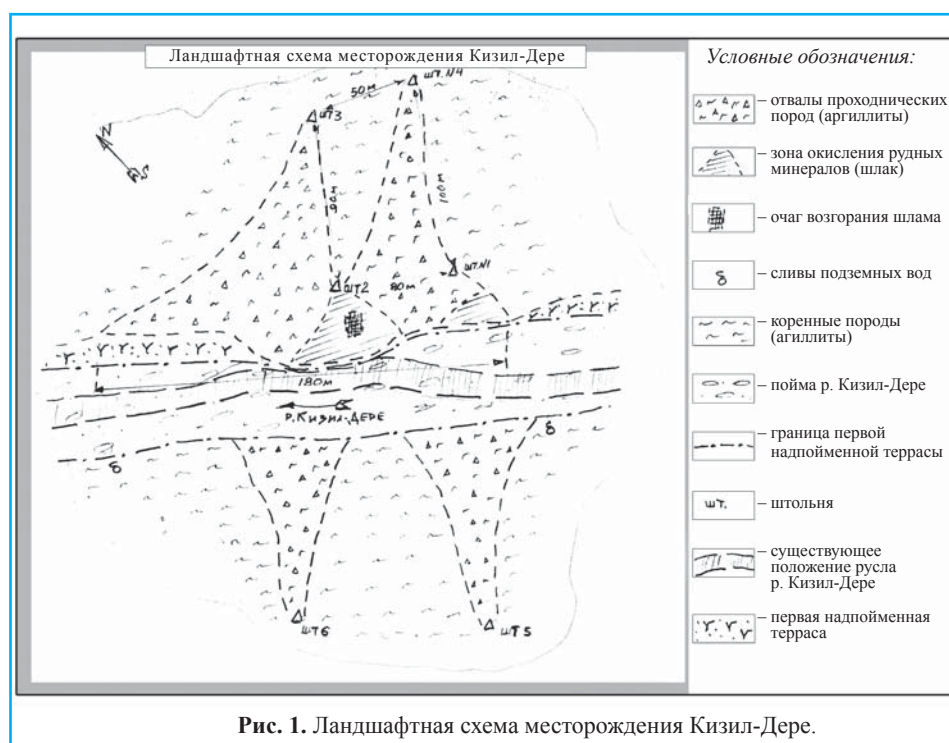 Ландшафтная схема месторождения Кизил-Дере
N
S
50м
шт.N4
шт3
90м
100м
шт2
80м
шт.N1
180м
р.Кизил-Дере
δ
δ
шт6
шт5
Условные обозначения:
– отвалы проходнических
пород (аргиллиты)
– зона окисления рудных
минералов (шлак)
– очаг возгорания шлама
δ – сливы подземных вод
– коренные породы
(агиллиты)
– пойма р. Кизил-Дере
– граница первой
надпойменной террасы
шт. – штольня
– существующее
положение русла
р. Кизил-Дере
– первая надпойменная
терраса
Рис. 1. Ландшафтная схема месторождения Кизил-Дере.